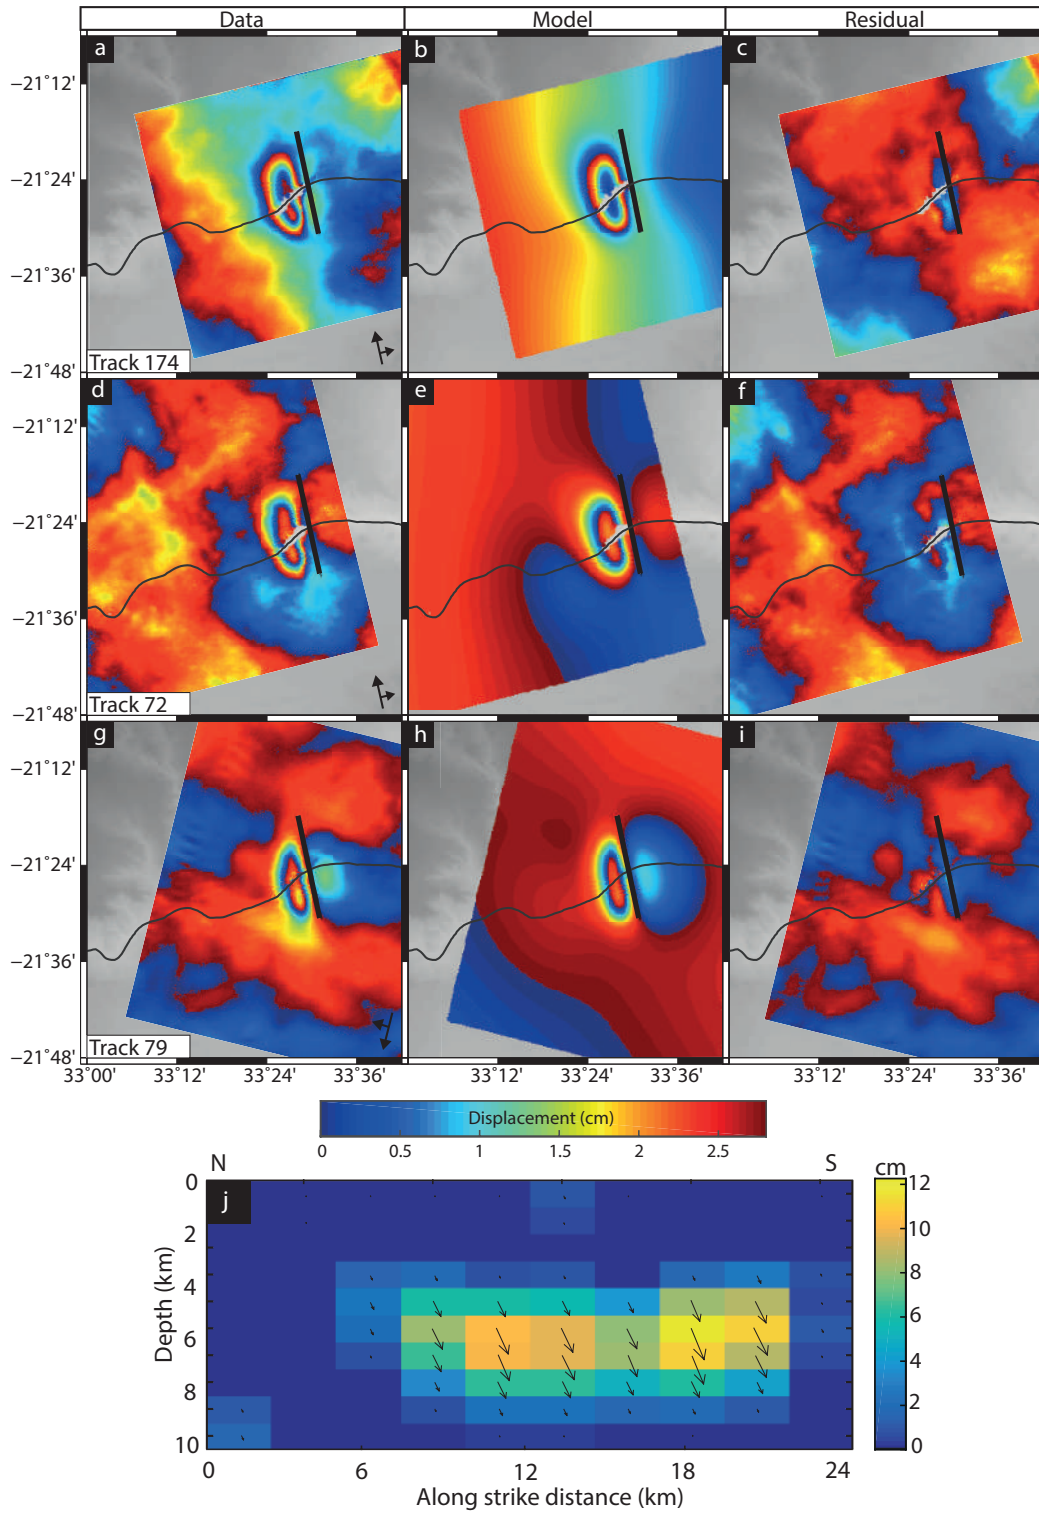 Data Model Residual
a b c
−21˚12'
−21˚24'
−21˚36'
−21˚48'
Track 174
d e f
−21˚12'
−21˚24'
−21˚36'
−21˚48'
Track 72
g h i
−21˚12'
−21˚24'
−21˚36'
−21˚48'
Track 79
33˚00' 33˚12' 33˚24' 33˚36' 33˚12' 33˚24' 33˚36' 33˚12' 33˚24' 33˚36'
Displacement (cm)
0 0.5 1 1.5 2 2.5
N S cm
j
0
2
4
6
8
10
Depth (km)
12
10
8
6
4
2
0
0 6 12 18 24
Along strike distance (km)